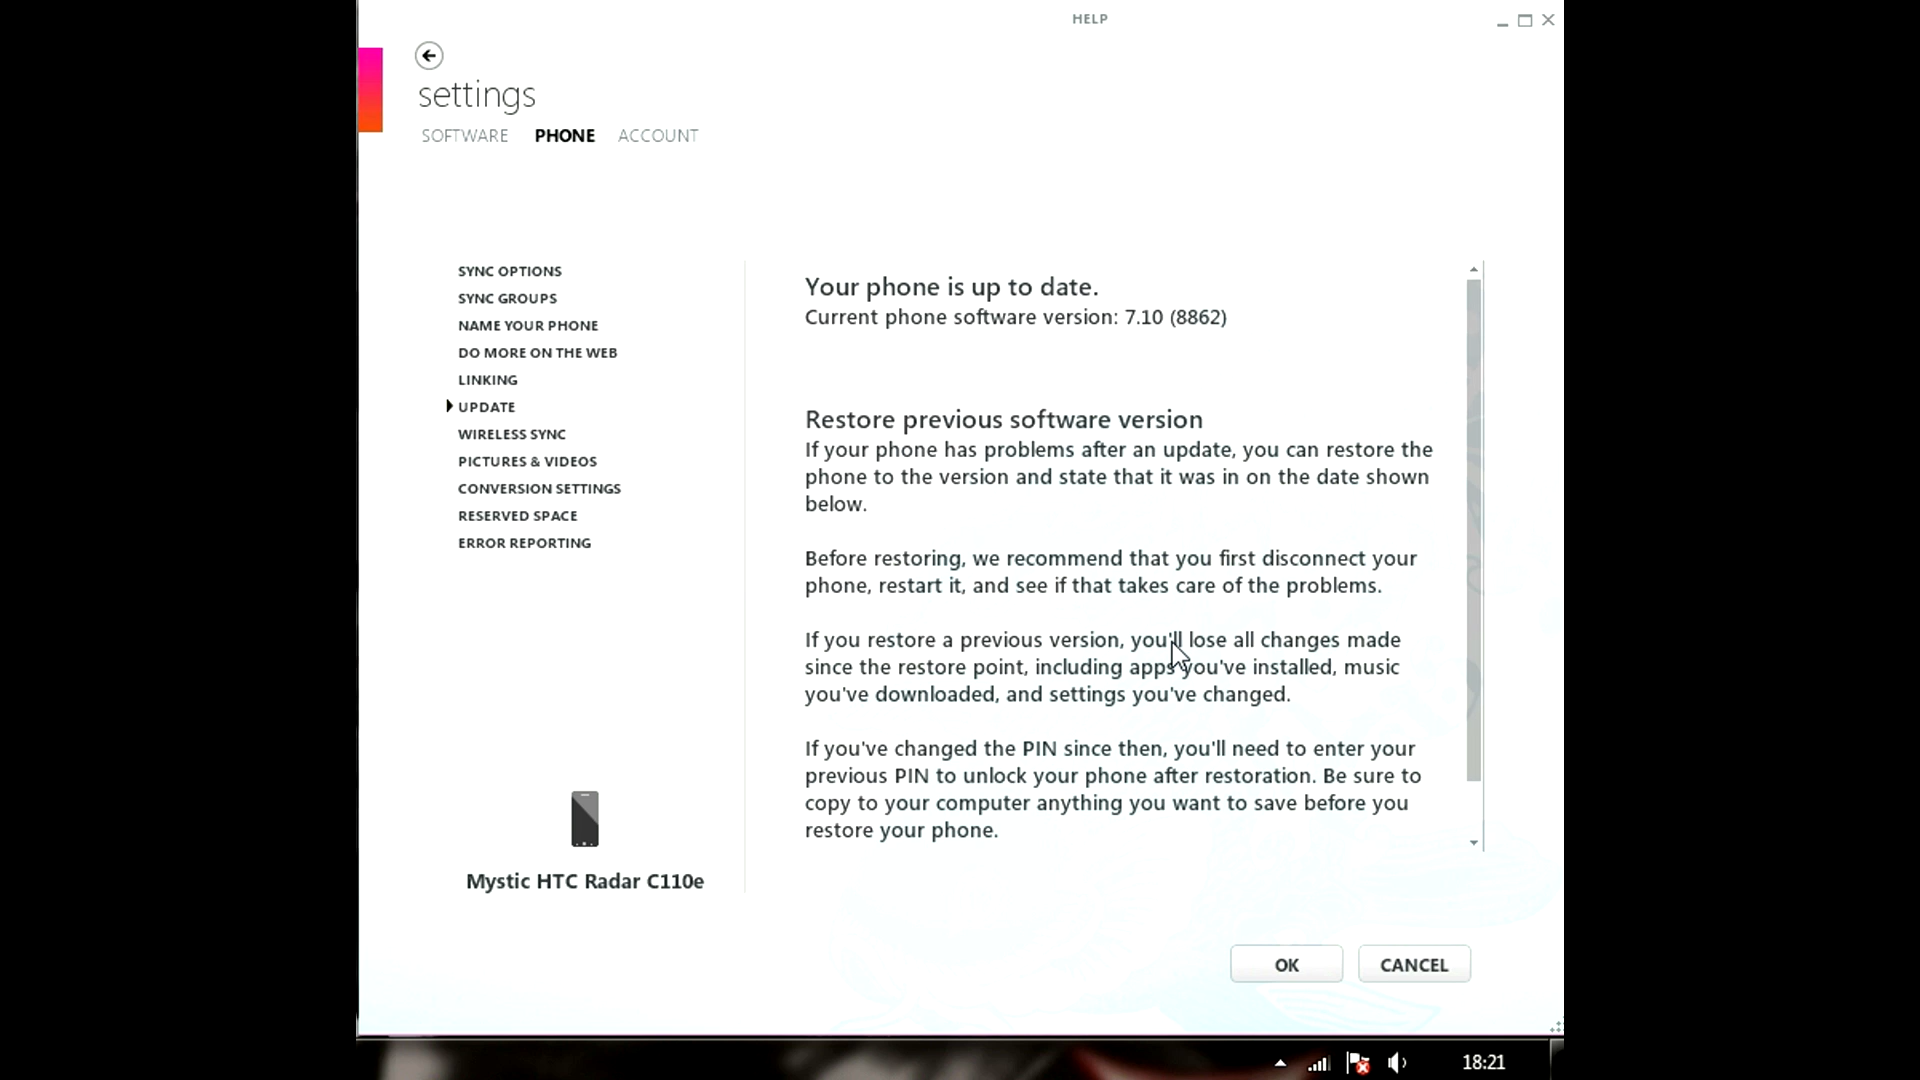 HELP
settings
SOFTWARE PHONE ACCOUNT
SYNC OPTIONS
SYNC GROUPS
NAME YOUR PHONE
DO MORE ON THE WEB
LINKING
UPDATE
WIRELESS SYNC
PICTURES & VIDEOS
CONVERSION SETTINGS
RESERVED SPACE
ERROR REPORTING
Mystic HTC Radar C110e
Your phone is up to date.
Current phone software version: 7.10 (8862)
Restore previous software version
If your phone has problems after an update, you can restore the
phone to the version and state that it was in on the date shown
below.
Before restoring, we recommend that you first disconnect your
phone, restart it, and see if that takes care of the problems.
If you restore a previous version, you'll lose all changes made
since the restore point, including apps you've installed, music
you've downloaded, and settings you've changed.
If you've changed the PIN since then, you'll need to enter your
previous PIN to unlock your phone after restoration. Be sure to
copy to your computer anything you want to save before you
restore your phone.
OK CANCEL
18:21